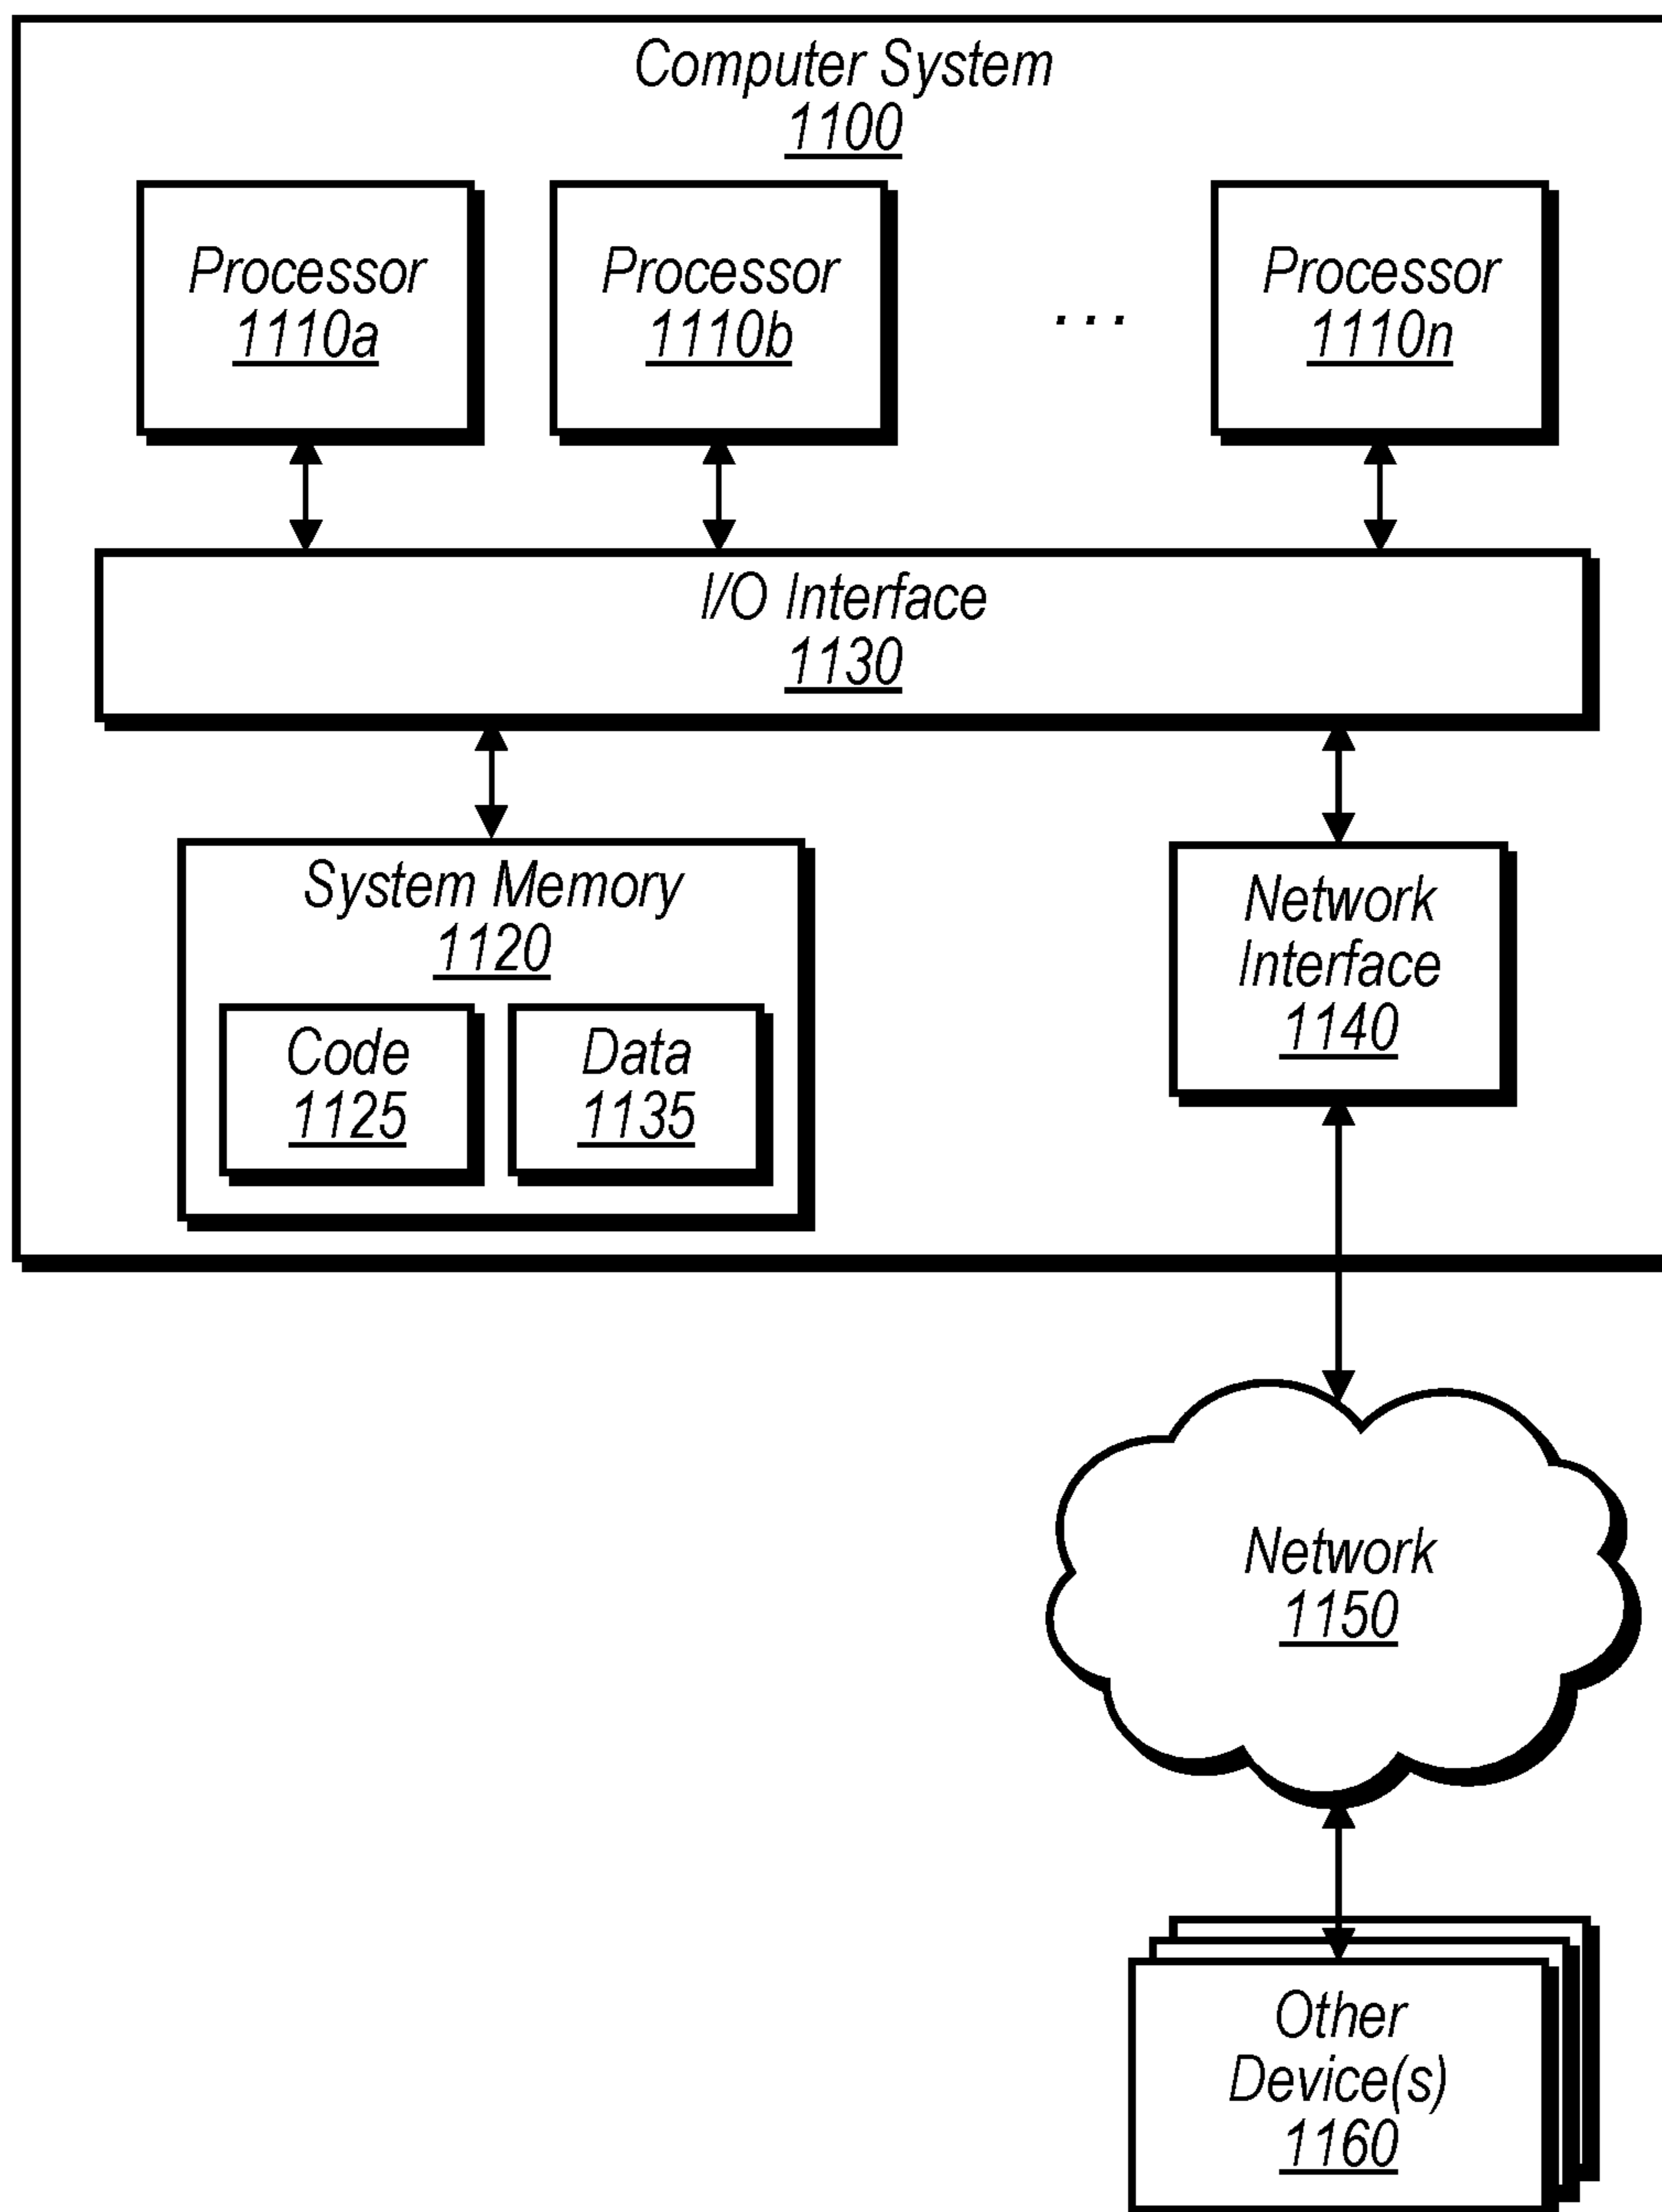 Computer System
1100
Processor
1110a
Processor
1110b
...
Processor
1110n
I/O Interface
1130
System Memory
1120
Code
1125
Data
1135
Network
Interface
1140
Network
1150
Other
Device(s)
1160